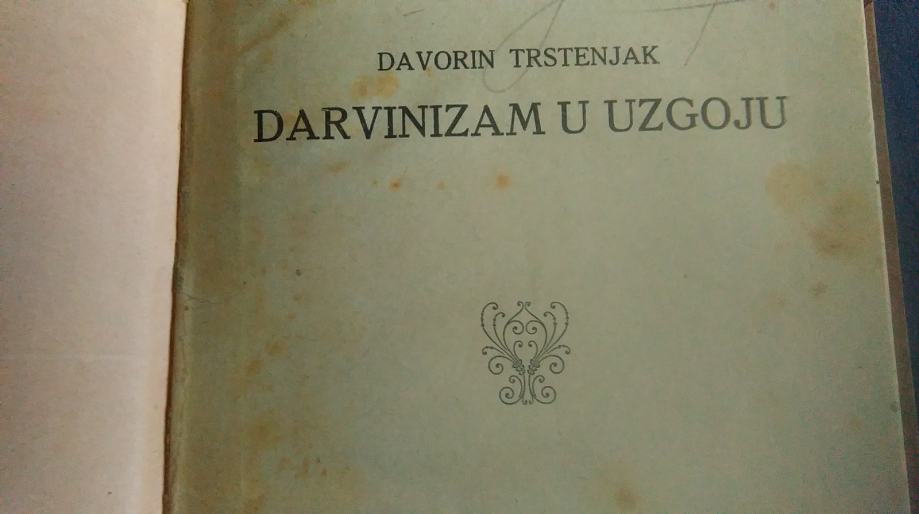 DAVORIN TRSTENJAK
DARVINIZAM U UZGOJU